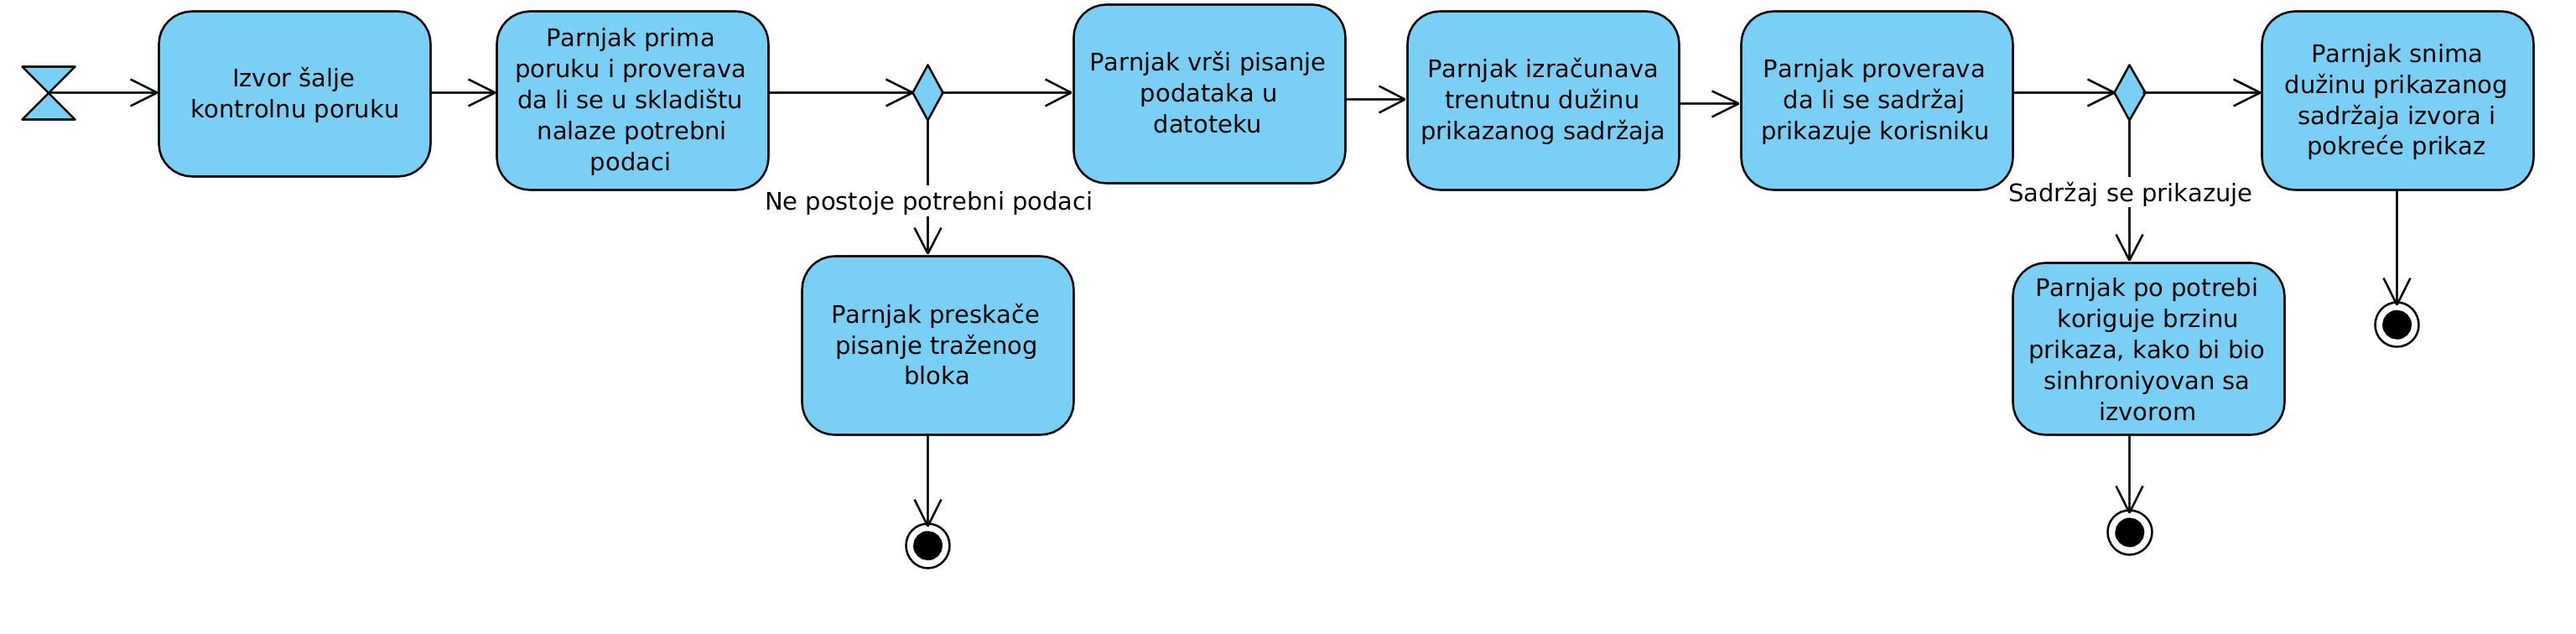 Izvor šalje
kontrolnu poruku
Parnjak prima
poruku i proverava
da li se u skladištu
nalaze potrebni
podaci
Ne postoje potrebni podaci
Parnjak preskače
pisanje traženog
bloka
Parnjak vrši pisanje
podataka u
datoteku
Parnjak izračunava
trenutnu dužinu
prikazanog sadržaja
Parnjak proverava
da li se sadržaj
prikazuje korisniku
Sadržaj se prikazuje
Parnjak po potrebi
koriguje brzinu
prikaza, kako bi bio
sinhroniyovan sa
izvorom
Parnjak snima
dužinu prikazanog
sadržaja izvora i
pokreće prikaz